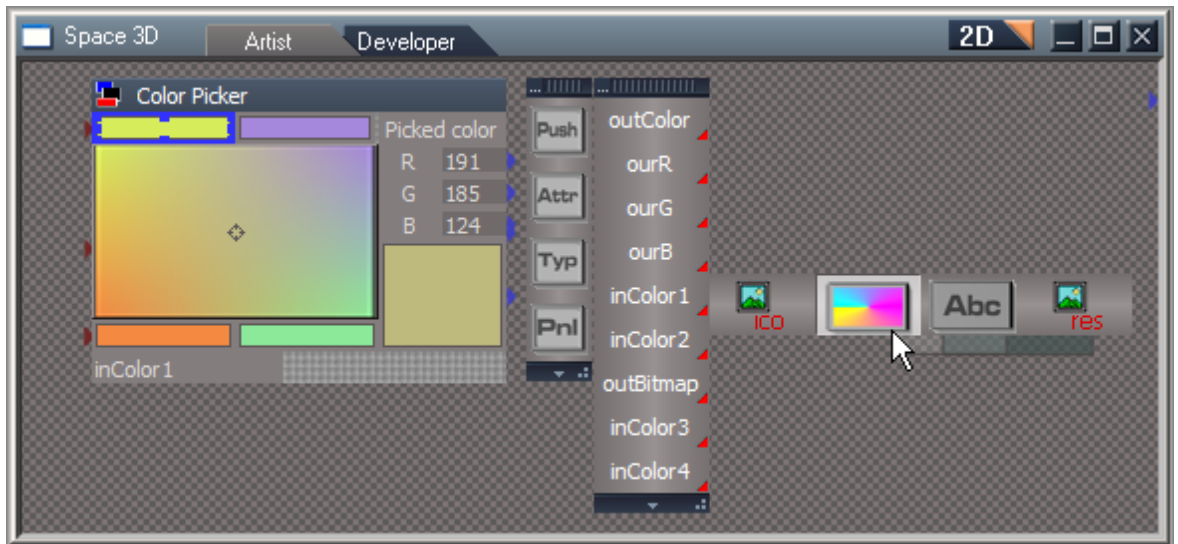 Space 3D
Artist
Developer
2D
Color Picker
Picked color
R 191
G 185
B 124
inColor1
...
Push
Attr
Typ
Pnl
...
outColor
ourR
ourG
ourB
inColor1
inColor2
outBitmap
inColor3
inColor4
ico
Abc
res